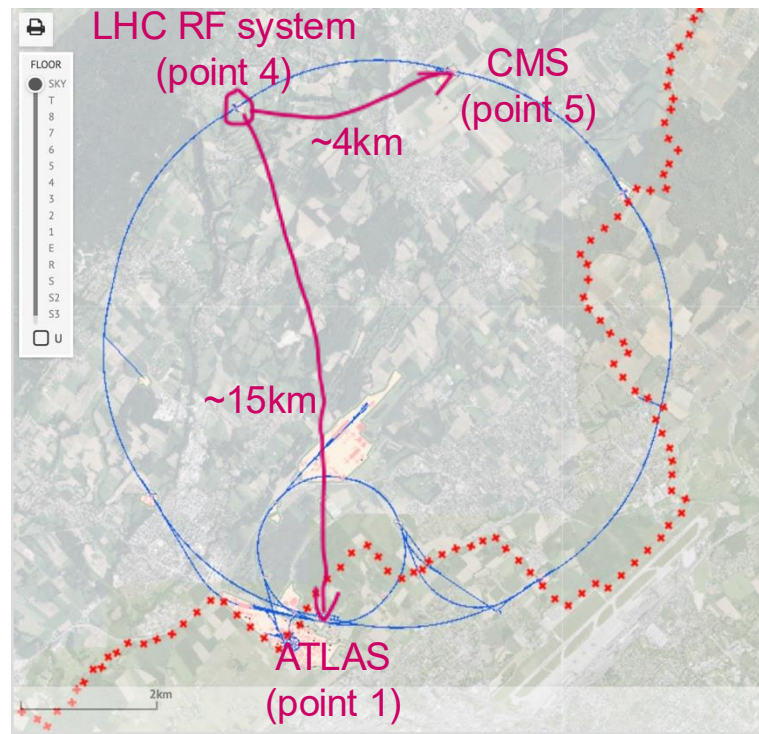 LHC RF system
(point 4)
CMS
(point 5)
~4km
FLOOR
SKY
T
8
7
6
5
4
3
2
1
E
R
S
S2
S3
U
~15km
ATLAS
(point 1)
2km